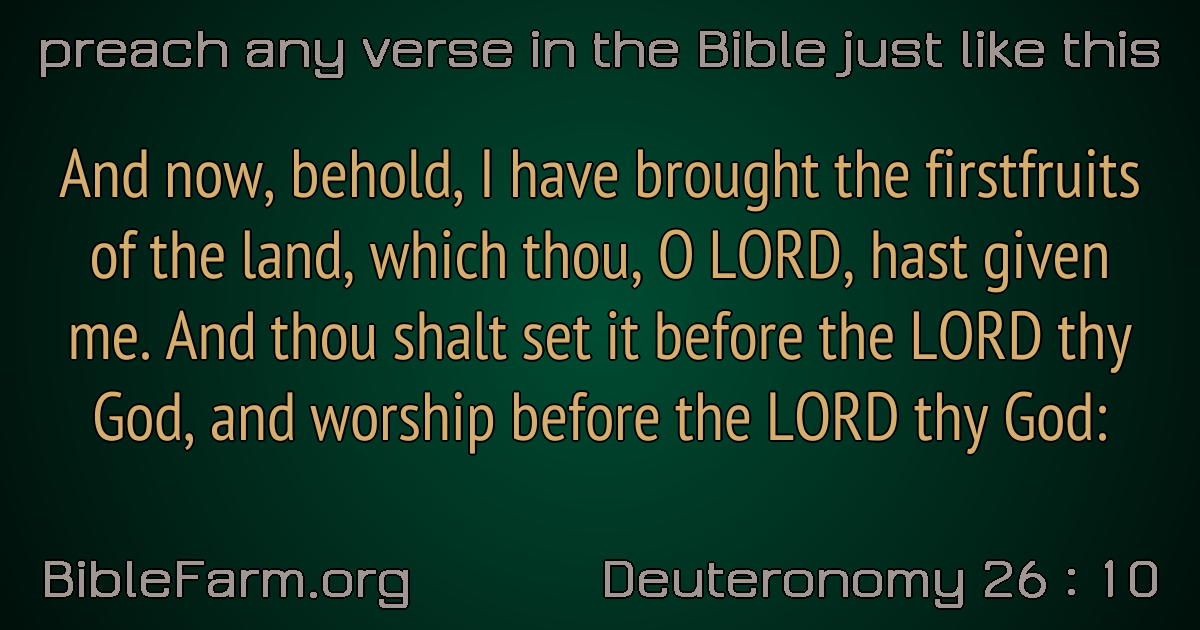 preach any verse in the Bible just like this
And now, behold, I have brought the firstfruits
of the land, which thou, O LORD, hast given
me. And thou shalt set it before the LORD thy
God, and worship before the LORD thy God:
BibleFarm.org
Deuteronomy 26 : 10